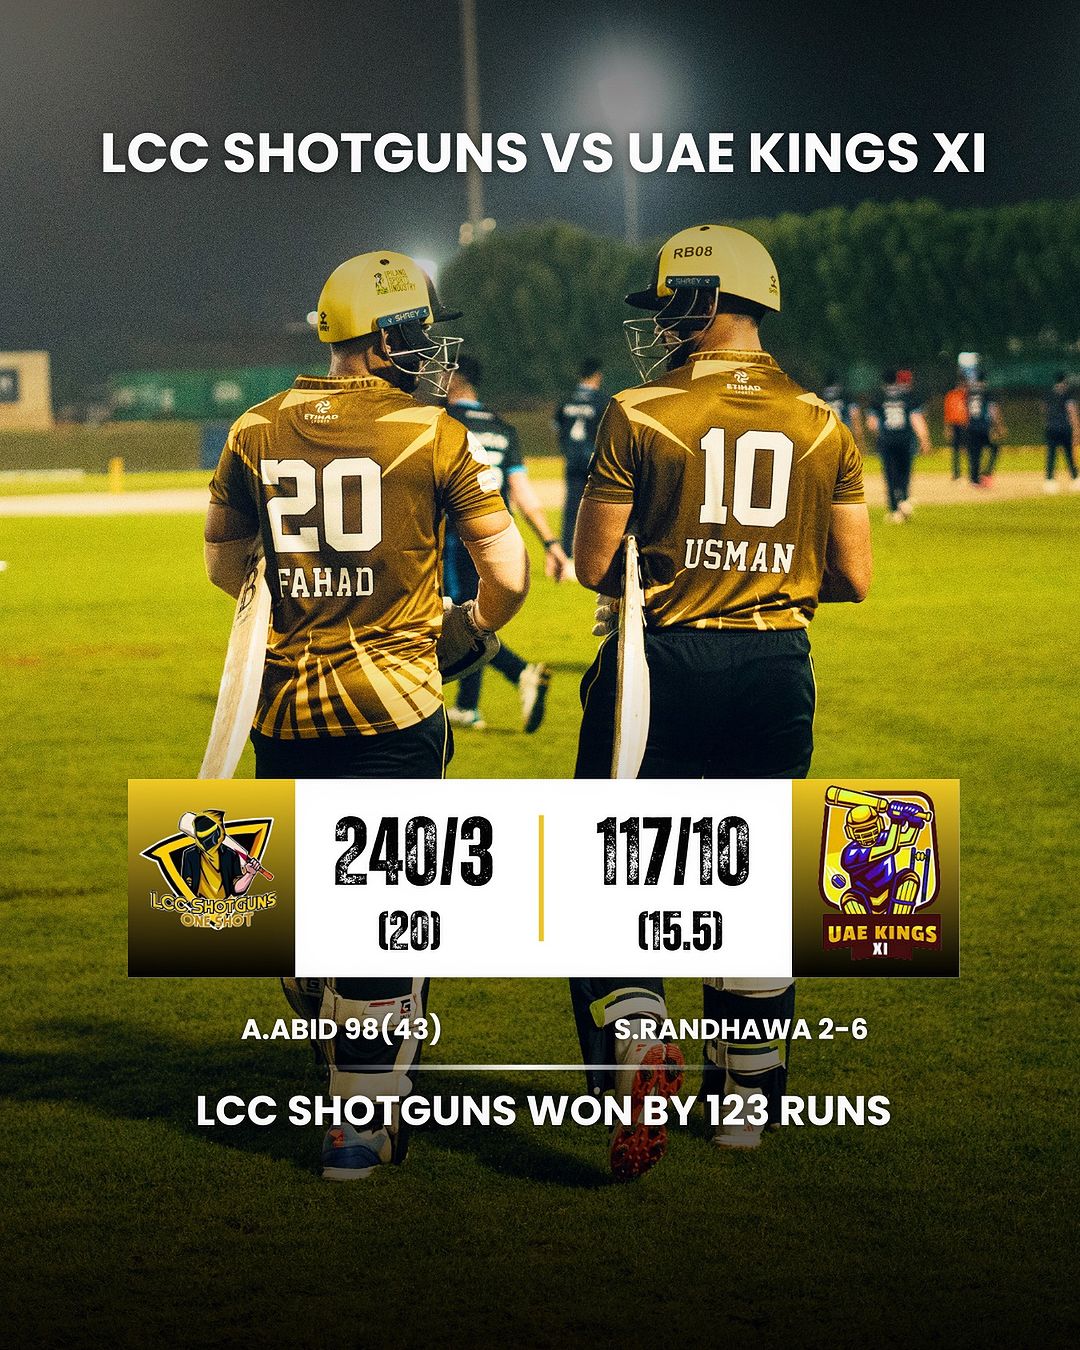 LCC SHOTGUNS VS UAE KINGS XI
RB08
SHREY
SHREY
ETIHAD
SPORTS
ETIHAD
SPORTS
20
FAHAD
10
USMAN
LCC SHOTGUNS
ONE SHOT
240/3
(20)
117/10
(15.5)
UAE KINGS
XI
A.ABID 98(43)
S.RANDHAWA 2-6
LCC SHOTGUNS WON BY 123 RUNS